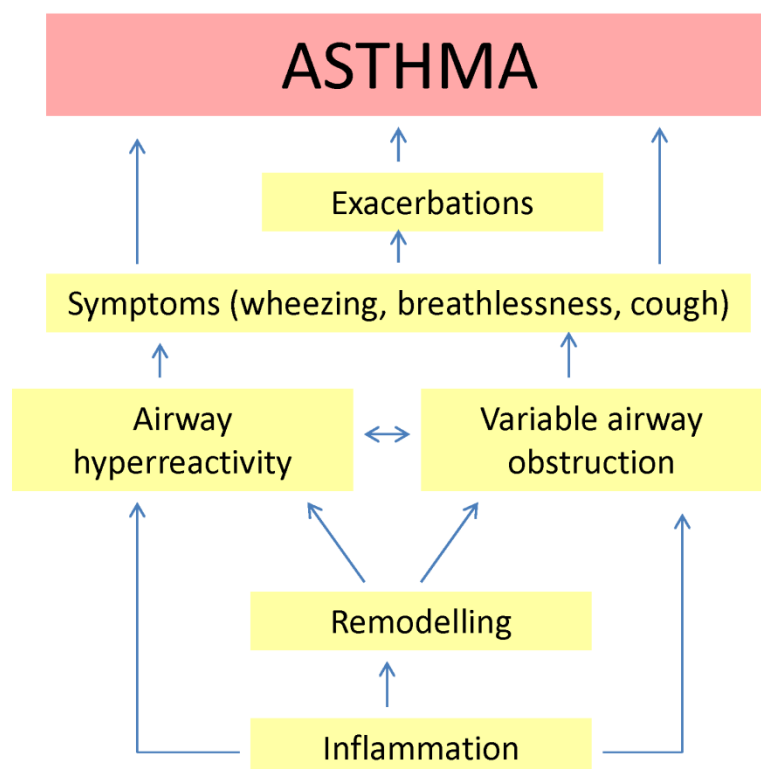 ASTHMA
Exacerbations
Symptoms (wheezing, breathlessness, cough)
Airway
hyperreactivity
Variable airway
obstruction
Remodelling
Inflammation